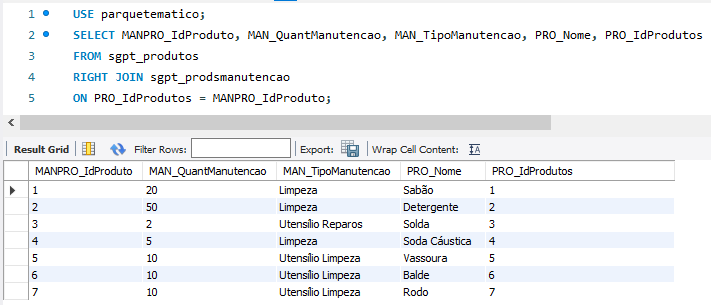 1 USE parquetematico;
2 SELECT MANPRO_IdProduto, MAN_QuantManutencao, MAN_TipoManutencao, PRO_Nome, PRO_IdProdutos
3 FROM sgpt_produtos
4 RIGHT JOIN sgpt_prodsmanutencao
5 ON PRO_IdProdutos = MANPRO_IdProduto;
Result Grid Filter Rows: Export: Wrap Cell Content: IA
MANPRO_IdProduto MAN_QuantManutencao MAN_TipoManutencao PRO_Nome PRO_IdProdutos
1 20 Limpeza Sabão 1
2 50 Limpeza Detergente 2
3 2 Utensílio Reparos Solda 3
4 5 Limpeza Soda Cáustica 4
5 10 Utensílio Limpeza Vassoura 5
6 10 Utensílio Limpeza Balde 6
7 10 Utensílio Limpeza Rodo 7